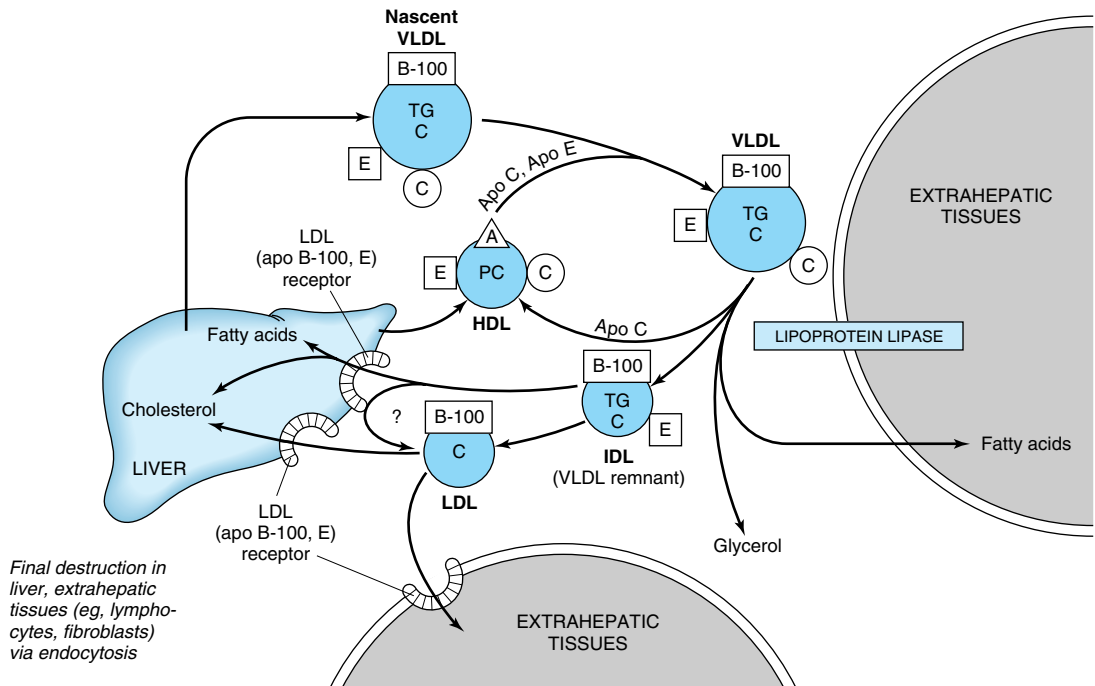 Nascent
VLDL
B-100
TG
C
E
C
Apo C, Apo E
VLDL
B-100
TG
C
E
C
EXTRAHEPATIC
TISSUES
LDL
(apo B-100, E)
receptor
A
E
PC
C
HDL
Apo C
LIPOPROTEIN LIPASE
Fatty acids
Cholesterol
LIVER
?
B-100
TG
C
E
IDL
(VLDL remnant)
B-100
C
LDL
Fatty acids
Glycerol
LDL
(apo B-100, E)
receptor
Final destruction in
liver, extrahepatic
tissues (eg, lympho-
cytes, fibroblasts)
via endocytosis
EXTRAHEPATIC
TISSUES